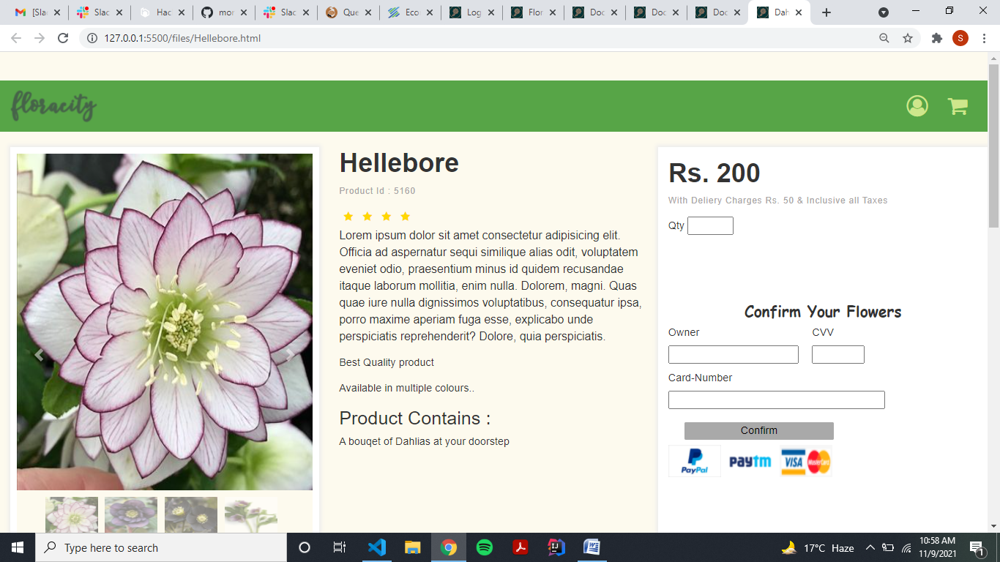 [Slac
Slac
Hac
mor
Slac
Que
Eco
Log
Flor
Doc
Doc
Doc
Dah
127.0.0.1:5500/files/Hellebore.html
S
floracity
Hellebore
Product Id : 5160
Lorem ipsum dolor sit amet consectetur adipisicing elit.
Officia ad aspernatur sequi similique alias odit, voluptatem
eveniet odio, praesentium minus id quidem recusandae
itaque laborum mollitia, enim nulla. Dolorem, magni. Quas
quae iure nulla dignissimos voluptatibus, consequatur ipsa,
porro maxime aperiam fuga esse, explicabo unde
perspiciatis reprehenderit? Dolore, quia perspiciatis.
Best Quality product
Available in multiple colours..
Product Contains :
A bouqet of Dahlias at your doorstep
Rs. 200
With Deliery Charges Rs. 50 & Inclusive all Taxes
Qty
Confirm Your Flowers
Owner CVV
Card-Number
Confirm
PayPal paytm VISA MasterCard
Type here to search
17°C Haze
10:58 AM
11/9/2021
1